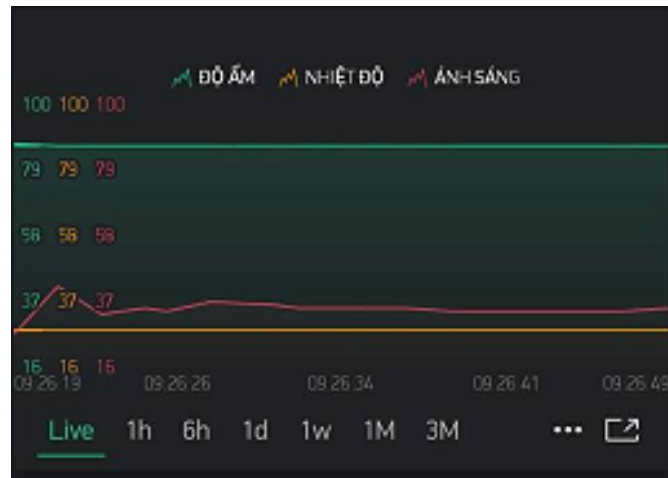 ĐỘ ẨM NHIỆT ĐỘ ÁNH SÁNG
100 100 100
79 79 79
58 58 58
37 37 37
16 16 16
09:26:19 09:26:26 09:26:34 09:26:41 09:26:49
Live 1h 6h 1d 1w 1M 3M